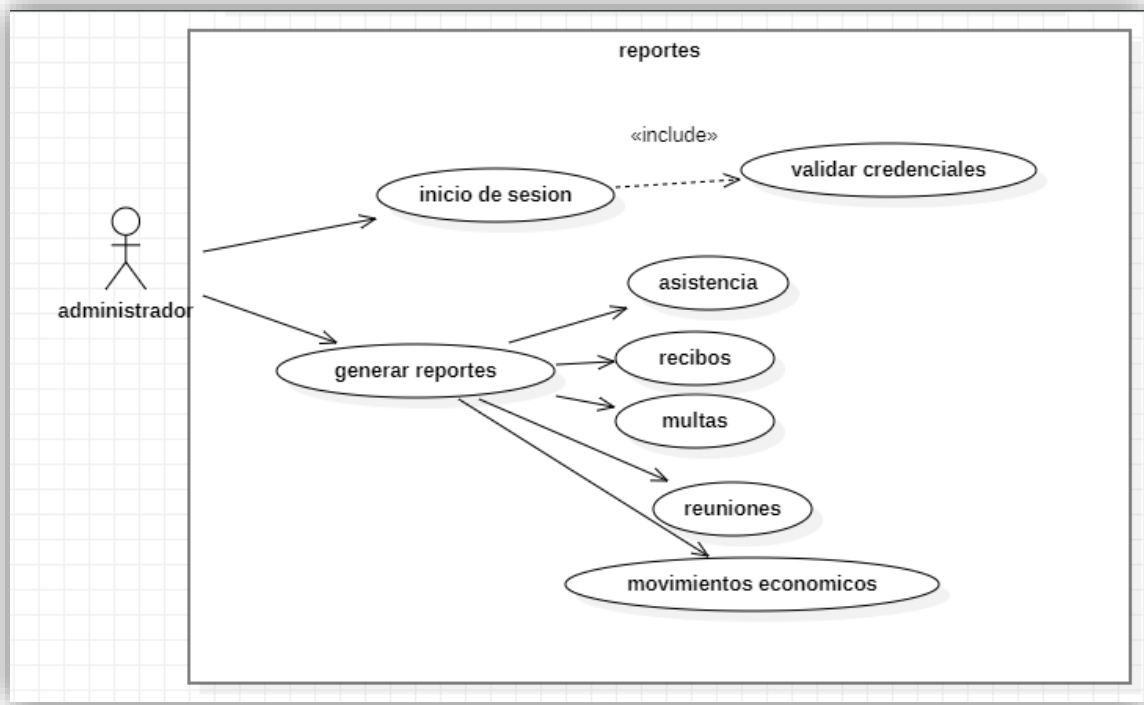 reportes
«include»
validar credenciales
inicio de sesion
asistencia
administrador
recibos
generar reportes
multas
reuniones
movimientos economicos